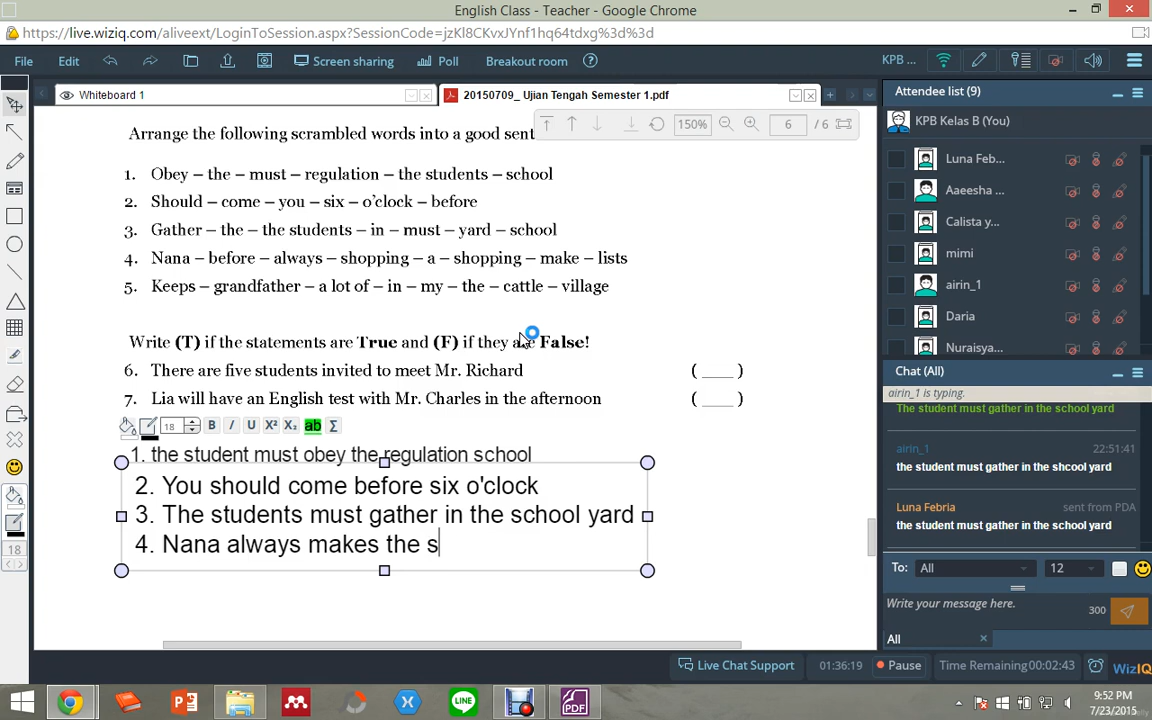 English Class - Teacher - Google Chrome
https://live.wiziq.com/aliveext/LoginToSession.aspx?SessionCode=jzKl8CKvxJYnf1hq64tdxg%3d%3d
File Edit Screen sharing Poll Breakout room KPB ...
Whiteboard 1
20150709_ Ujian Tengah Semester 1.pdf
150% 6 / 6
Arrange the following scrambled words into a good sent
1. Obey – the – must – regulation – the students – school
2. Should – come – you – six – o'clock – before
3. Gather – the – the students – in – must – yard – school
4. Nana – before – always – shopping – a – shopping – make – lists
5. Keeps – grandfather – a lot of – in – my – the – cattle – village
Write (T) if the statements are True and (F) if they are False!
6. There are five students invited to meet Mr. Richard ( ____ )
7. Lia will have an English test with Mr. Charles in the afternoon ( ____ )
18 B I U X² X₂ ab Σ
1. the student must obey the regulation school
2. You should come before six o'clock
3. The students must gather in the school yard
4. Nana always makes the s
18
Attendee list (9)
KPB Kelas B (You)
Luna Feb...
Aaeesha ...
Calista y...
mimi
airin_1
Daria
Nuraisya...
Chat (All)
airin_1 is typing.
The student must gather in the school yard
airin_1 22:51:41
the student must gather in the shcool yard
Luna Febria sent from PDA
the student must gather in the school yard
To: All 12
Write your message here. 300
All
Live Chat Support 01:36:19 Pause Time Remaining 00:02:43 WizIQ
9:52 PM
7/23/2015